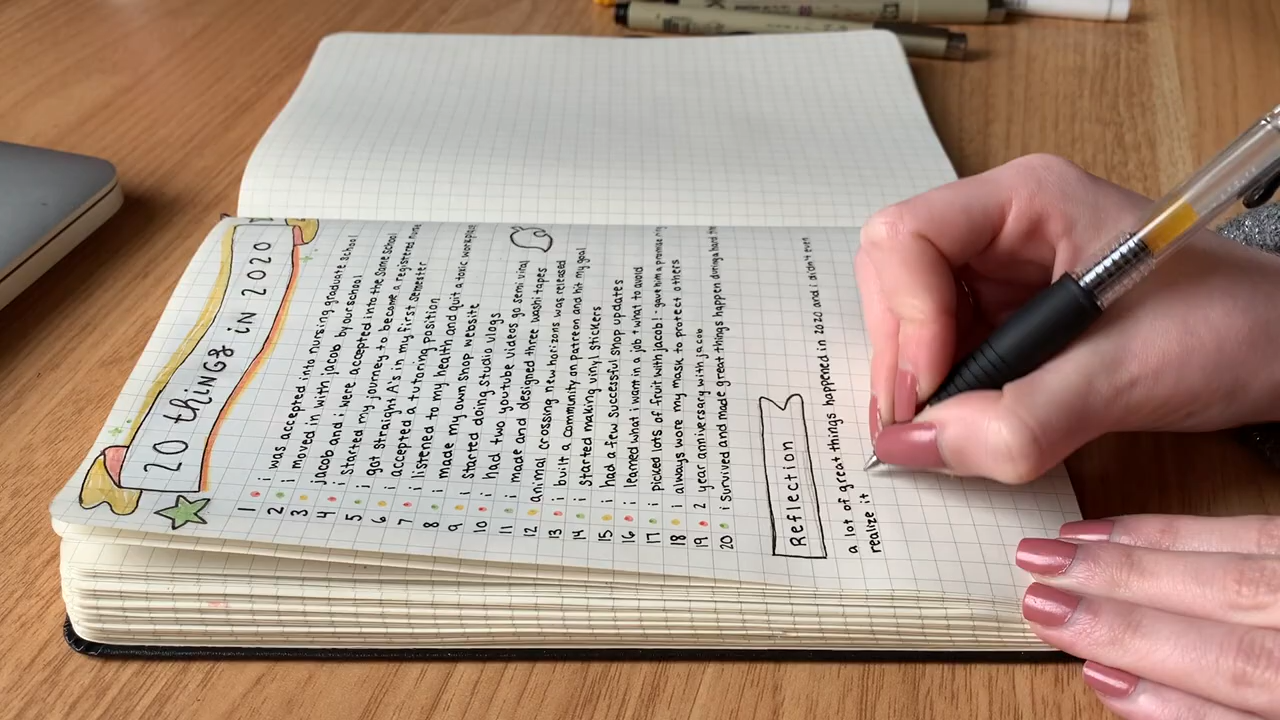 20 things in 2020
1 i was accepted into nursing graduate school
2 i moved in with jacob by our school
3 jacob and i were accepted into the same school
4 i started my journey to become a registered nurse
5 i got straight A's in my first semester
6 i accepted a tutoring position
7 i listened to my health and quit a toxic workplace
8 i made my own shop website
9 i started doing studio vlogs
10 i had two youtube videos go semi viral
11 i made and designed three washi tapes
12 animal crossing new horizons was released
13 i built a community on patreon and hit my goal
14 i started making vinyl stickers
15 i had a few successful shop updates
16 i learned what i want in a job + what to avoid
17 i picked lots of fruit with jacob! + gave him a promise
18 i always wore my mask to protect others
19 2 year anniversary with jacob
20 i survived and made great things happen during a hard
Reflection
a lot of great things happened in 2020 and i didn't even
realize it